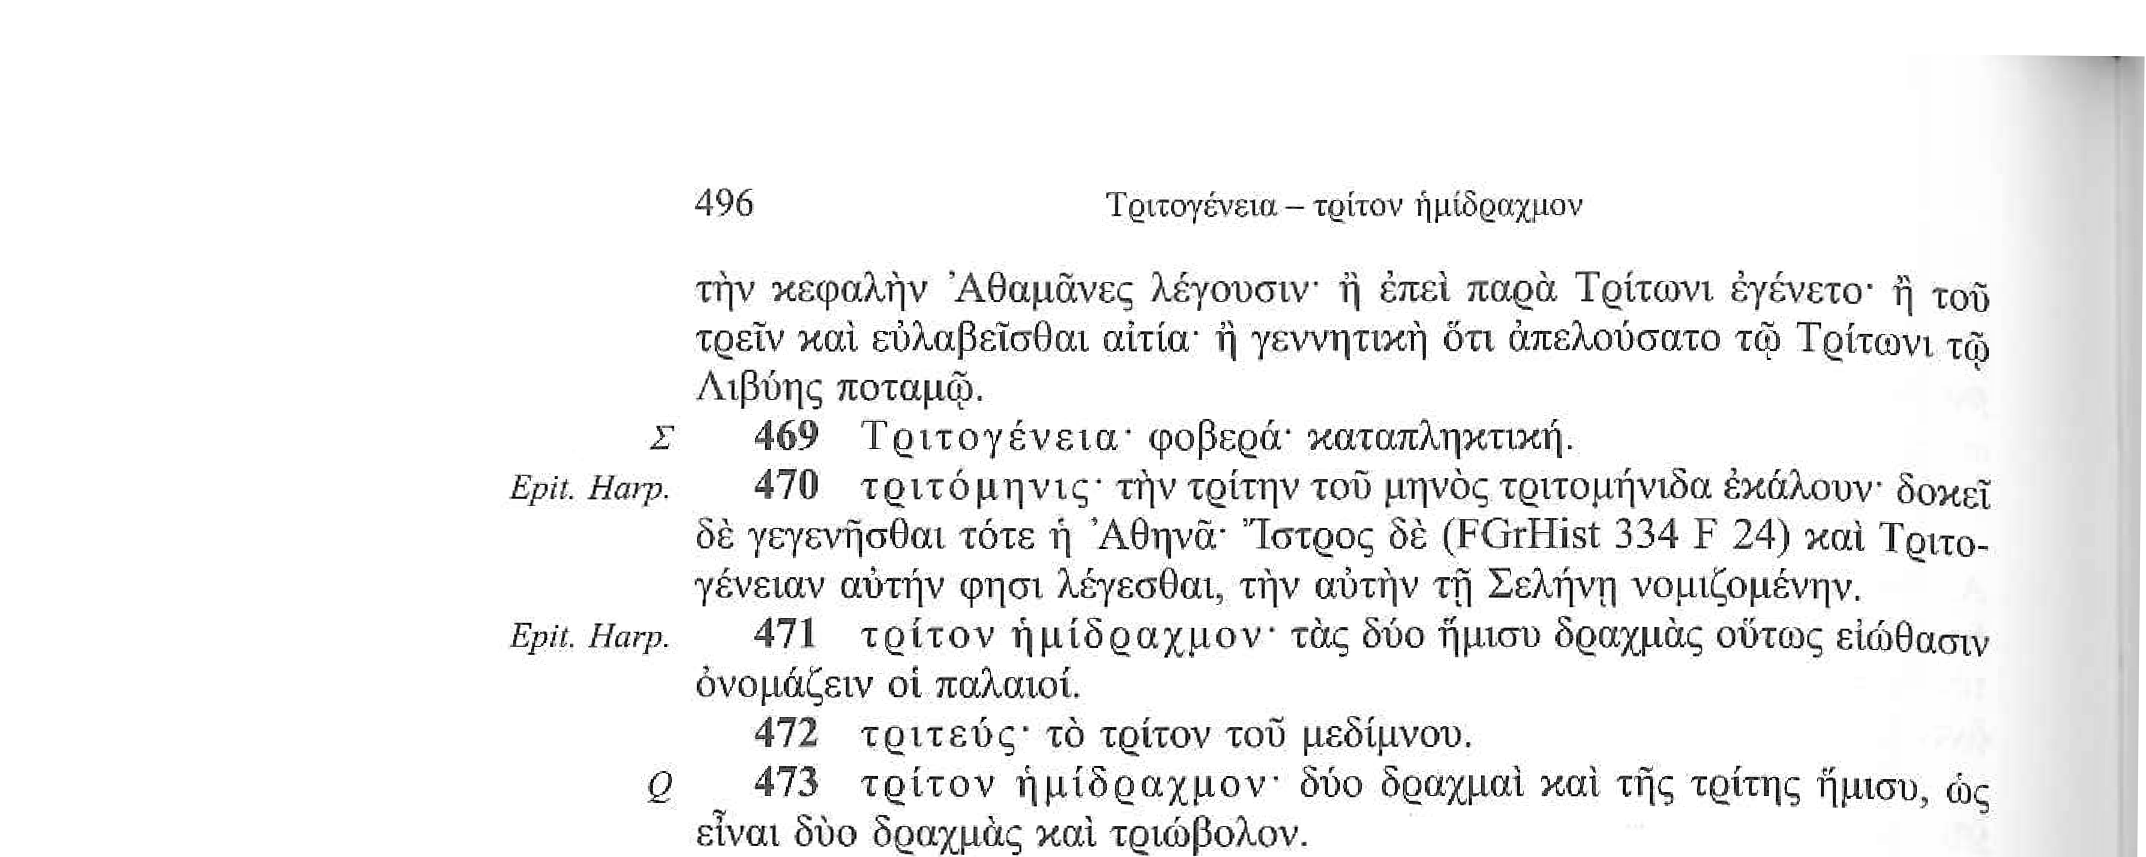 496 Τριτογένεια – τρίτον ἡμίδραχμον
τὴν κεφαλὴν Ἀθαμᾶνες λέγουσιν· ἢ ἐπεὶ παρὰ Τρίτωνι ἐγένετο· ἢ τοῦ
τρεῖν καὶ εὐλαβεῖσθαι αἰτία· ἢ γεννητικὴ ὅτι ἀπελούσατο τῷ Τρίτωνι τῷ
Λιβύης ποταμῷ.
Σ 469 Τριτογένεια· φοβερά· καταπληκτική.
Epit. Harp. 470 τριτόμηνις· τὴν τρίτην τοῦ μηνὸς τριτομήνιδα ἐκάλουν· δοκεῖ
δὲ γεγενῆσθαι τότε ἡ Ἀθηνᾶ· Ἴστρος δὲ (FGrHist 334 F 24) καὶ Τριτο-
γένειαν αὐτήν φησι λέγεσθαι, τὴν αὐτὴν τῇ Σελήνῃ νομιζομένην.
Epit. Harp. 471 τρίτον ἡμίδραχμον· τὰς δύο ἥμισυ δραχμὰς οὕτως εἰώθασιν
ὀνομάζειν οἱ παλαιοί.
472 τριτεύς· τὸ τρίτον τοῦ μεδίμνου.
Q 473 τρίτον ἡμίδραχμον· δύο δραχμαὶ καὶ τῆς τρίτης ἥμισυ, ὡς
εἶναι δὺο δραχμὰς καὶ τριώβολον.